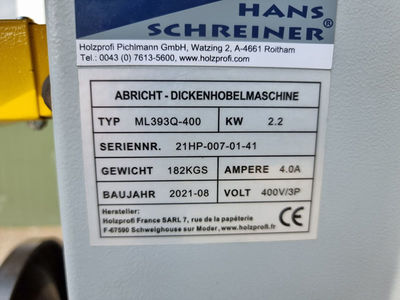 HANS
SCHREINER®
Holzprofi Pichlmann GmbH, Watzing 2, A-4661 Roitham
Tel.: 0043 (0) 7613-5600, www.holzprofi.com
ABRICHT - DICKENHOBELMASCHINE
TYP ML393Q-400 KW 2.2
SERIENNR. 21HP-007-01-41
GEWICHT 182KGS AMPERE 4.0A
BAUJAHR 2021-08 VOLT 400V/3P
Hersteller:
Holzprofi France SARL 7, rue de la papéterie
F-67590 Schweighouse sur Moder, www.holzprofi.fr
CE